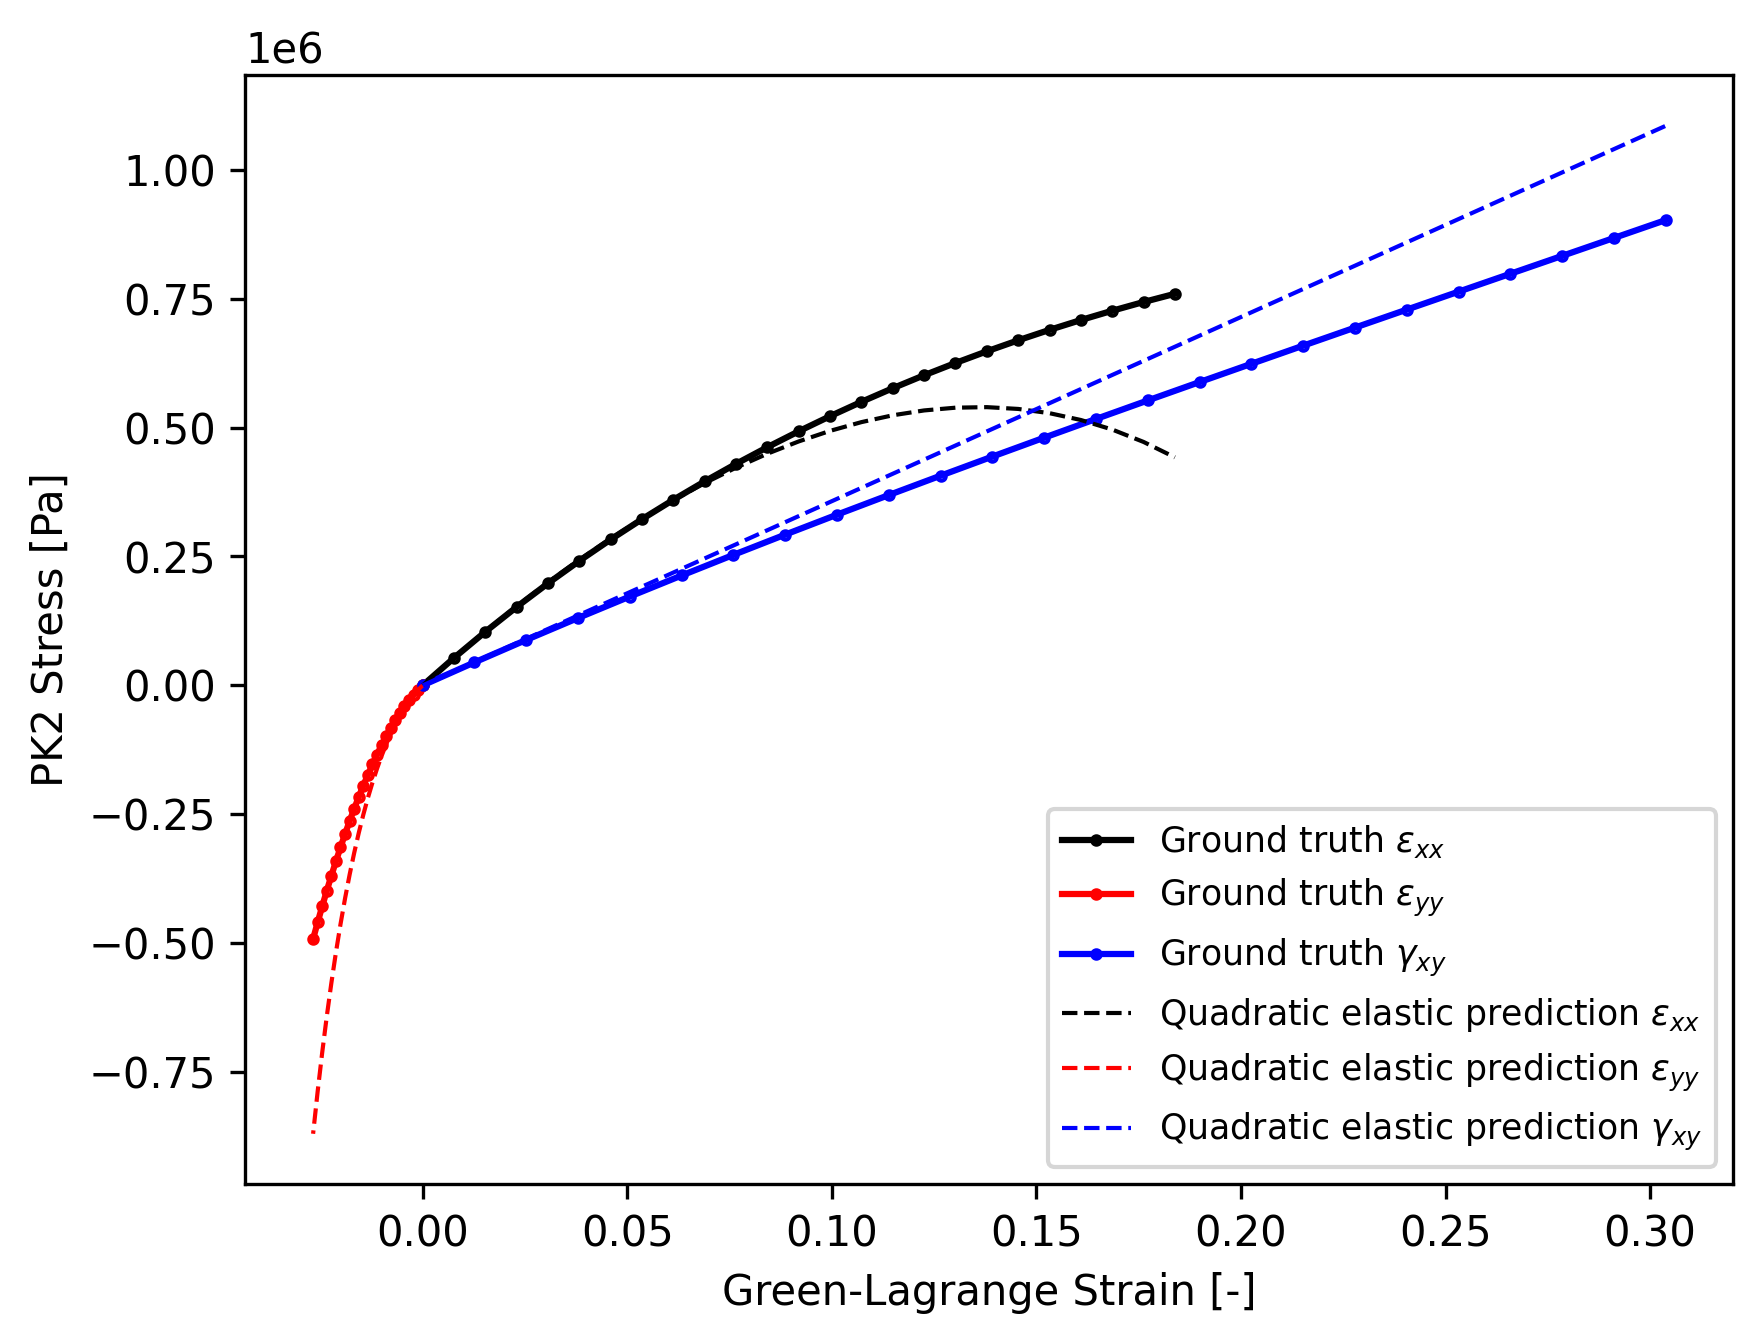 1e6
1.00
0.75
0.50
0.25
0.00
−0.25
−0.50
−0.75
PK2 Stress [Pa]
0.00 0.05 0.10 0.15 0.20 0.25 0.30
Green-Lagrange Strain [-]
Ground truth εxx
Ground truth εyy
Ground truth γxy
Quadratic elastic prediction εxx
Quadratic elastic prediction εyy
Quadratic elastic prediction γxy